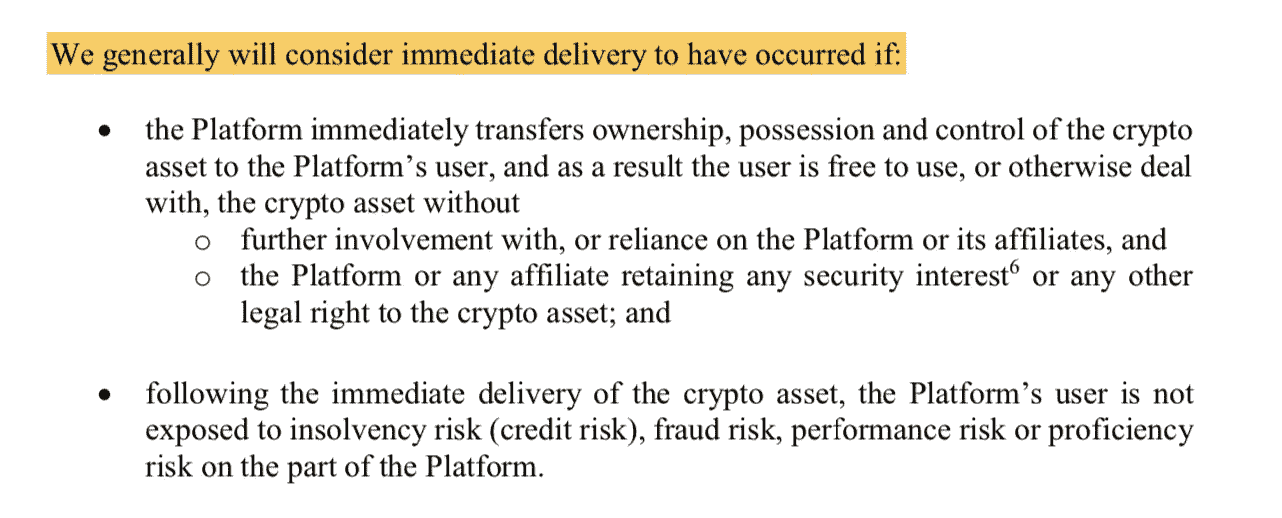 We generally will consider immediate delivery to have occurred if:
• the Platform immediately transfers ownership, possession and control of the crypto
asset to the Platform’s user, and as a result the user is free to use, or otherwise deal
with, the crypto asset without
o further involvement with, or reliance on the Platform or its affiliates, and
o the Platform or any affiliate retaining any security interest⁶ or any other
legal right to the crypto asset; and
• following the immediate delivery of the crypto asset, the Platform’s user is not
exposed to insolvency risk (credit risk), fraud risk, performance risk or proficiency
risk on the part of the Platform.